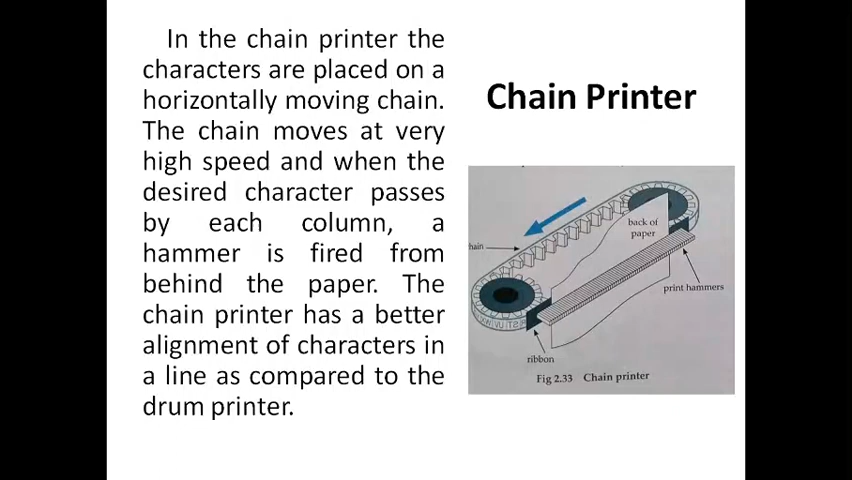 In the chain printer the
characters are placed on a
horizontally moving chain.
The chain moves at very
high speed and when the
desired character passes
by each column, a
hammer is fired from
behind the paper. The
chain printer has a better
alignment of characters in
a line as compared to the
drum printer.
Chain Printer
back of
paper
hain
print hammers
ribbon
Fig 2.33 Chain printer